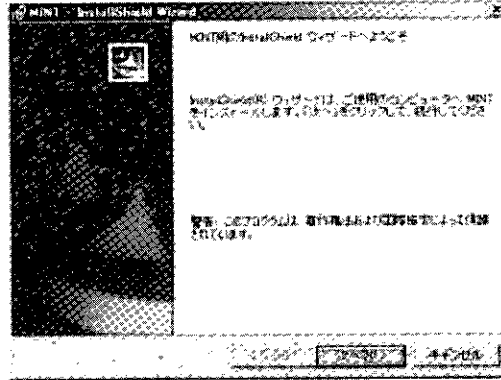 MINT - InstallShield Wizard
MINT用のInstallShield ウィザードへようこそ
InstallShield(R) ウィザードは、ご使用のコンピュータへ、MINT
をインストールします。「次へ」をクリックして、続行してくださ
い。
警告: このプログラムは、著作権法および国際協定によって保護
されています。
次へ(N) >
キャンセル